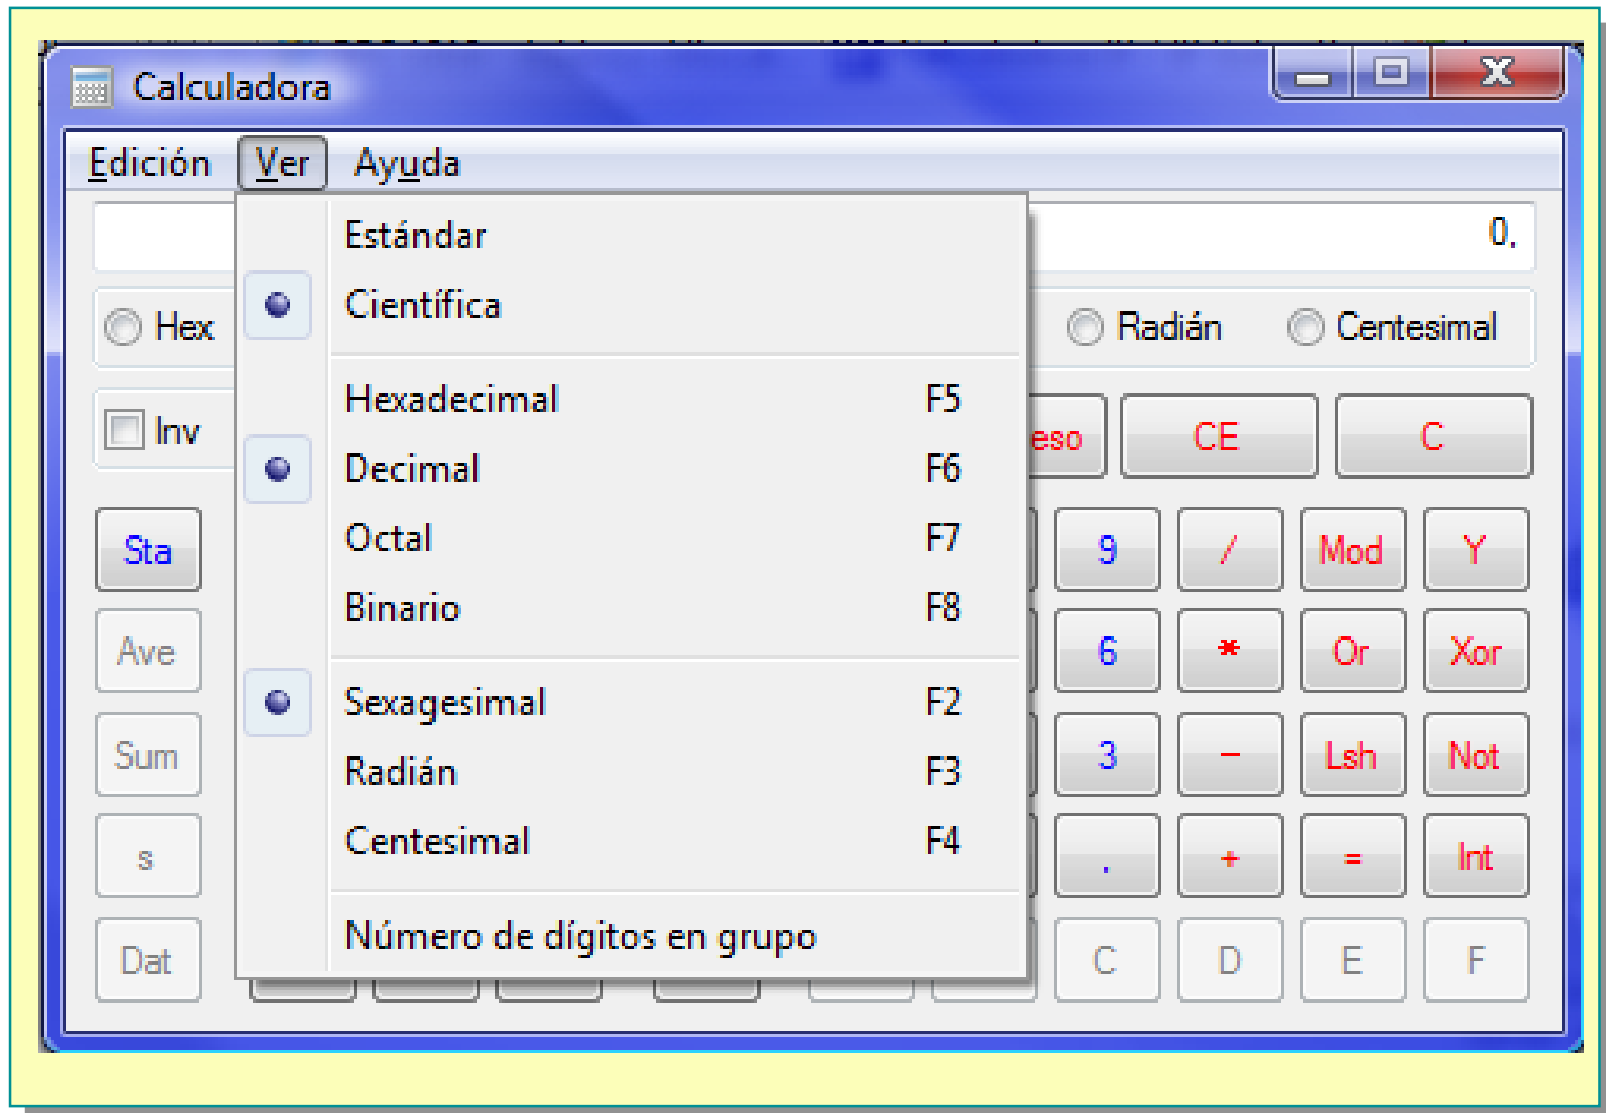 Calculadora
Edición Ver Ayuda
0.
Estándar
Científica
Hex
Radián Centesimal
Hexadecimal F5
Inv
CE C
Decimal F6
Octal F7
Binario F8
Sexagesimal F2
Radián F3
Centesimal F4
Número de dígitos en grupo
Sta 9 / Mod Y
Ave 6 * Or Xor
Sum 3 - Lsh Not
s . + = Int
Dat C D E F